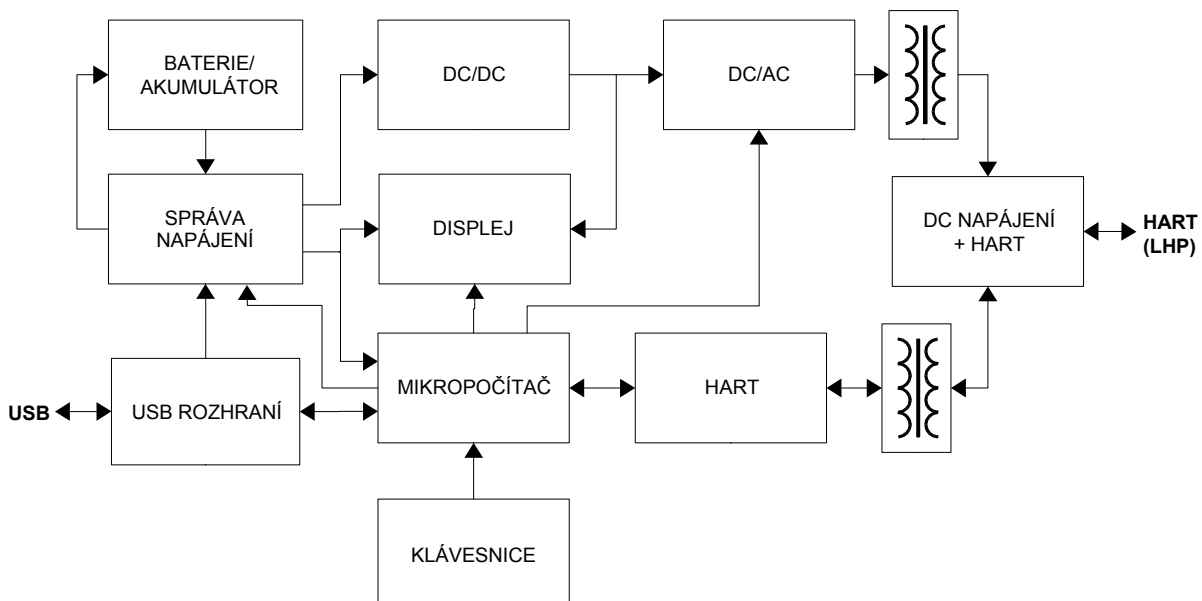 BATERIE/
AKUMULÁTOR
DC/DC
DC/AC
SPRÁVA
NAPÁJENÍ
DISPLEJ
DC NAPÁJENÍ
+ HART
HART
(LHP)
USB
USB ROZHRANÍ
MIKROPOČÍTAČ
HART
KLÁVESNICE